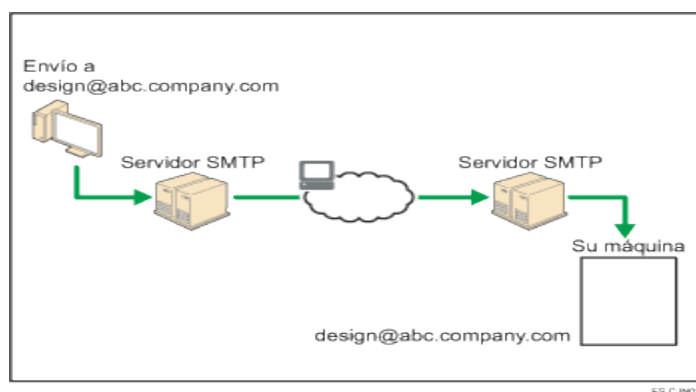 Envío a
design@abc.company.com
Servidor SMTP
Servidor SMTP
Su máquina
design@abc.company.com